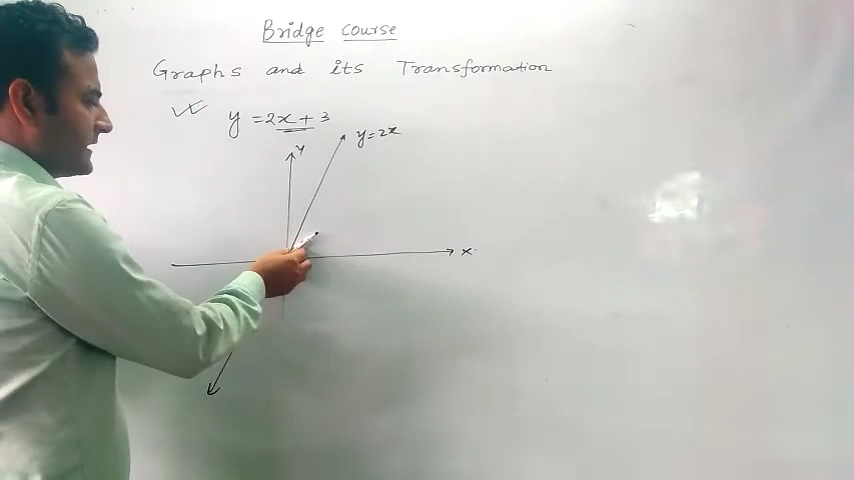 Bridge course
Graphs and its Transformation
y = 2x + 3
y
y = 2x
x